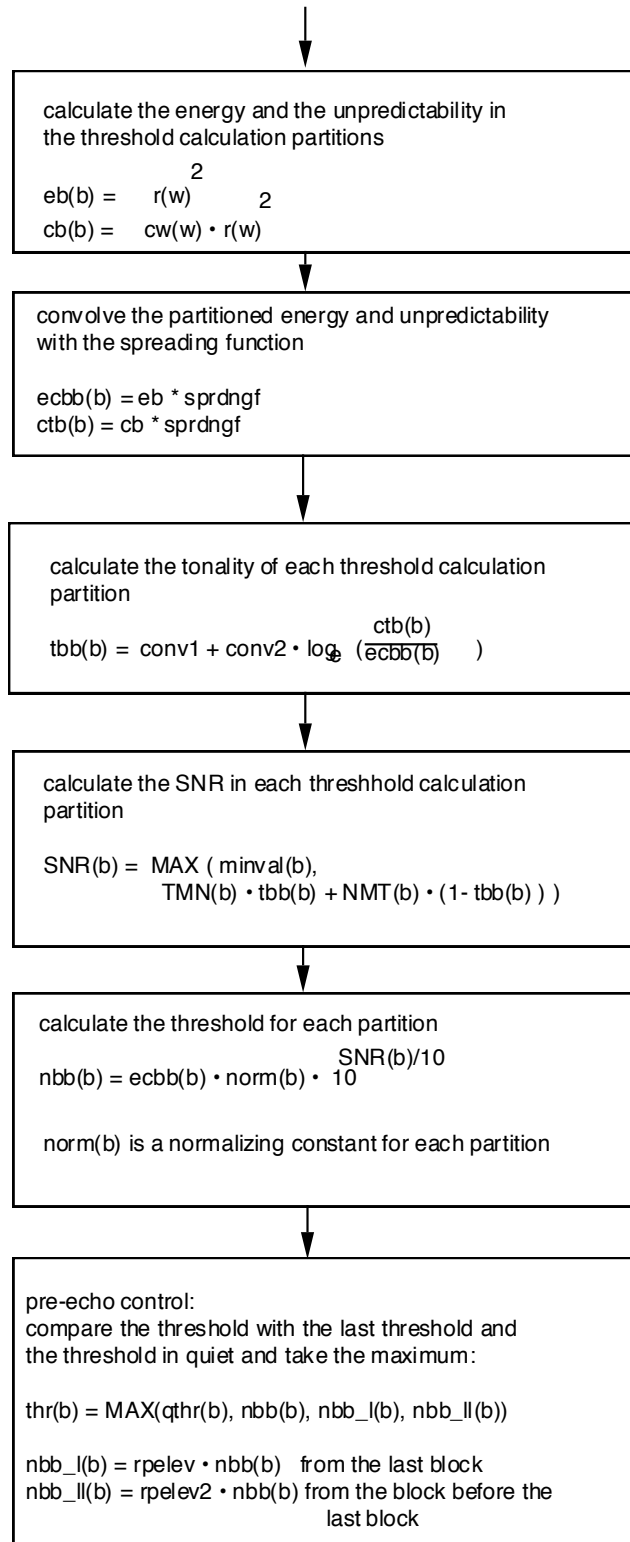 calculate the energy and the unpredictability in
the threshold calculation partitions
eb(b) = r(w)²
cb(b) = cw(w) • r(w)²
convolve the partitioned energy and unpredictability
with the spreading function
ecbb(b) = eb * sprdngf
ctb(b) = cb * sprdngf
calculate the tonality of each threshold calculation
partition
tbb(b) = conv1 + conv2 • logₑ (ctb(b)/ecbb(b))
calculate the SNR in each threshhold calculation
partition
SNR(b) = MAX ( minval(b),
TMN(b) • tbb(b) + NMT(b) • (1- tbb(b) ) )
calculate the threshold for each partition
nbb(b) = ecbb(b) • norm(b) • 10^SNR(b)/10
norm(b) is a normalizing constant for each partition
pre-echo control:
compare the threshold with the last threshold and
the threshold in quiet and take the maximum:
thr(b) = MAX(qthr(b), nbb(b), nbb_l(b), nbb_ll(b))
nbb_l(b) = rpelev • nbb(b) from the last block
nbb_ll(b) = rpelev2 • nbb(b) from the block before the
last block